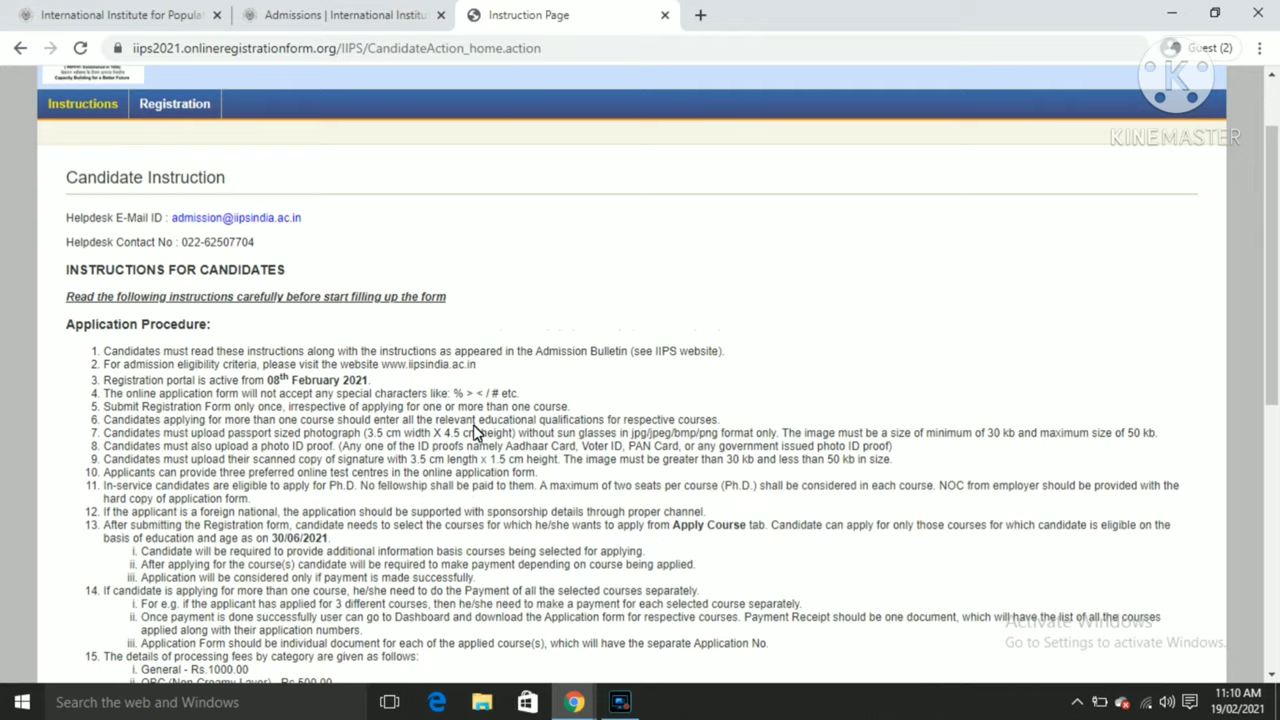 International Institute for Populat
Admissions | International Institu
Instruction Page
iips2021.onlineregistrationform.org/IIPS/CandidateAction_home.action
Guest (2)
Capacity Building for a Better Future
K
KINEMASTER
Instructions
Registration
Candidate Instruction
Helpdesk E-Mail ID : admission@iipsindia.ac.in
Helpdesk Contact No : 022-62507704
INSTRUCTIONS FOR CANDIDATES
Read the following instructions carefully before start filling up the form
Application Procedure:
1. Candidates must read these instructions along with the instructions as appeared in the Admission Bulletin (see IIPS website).
2. For admission eligibility criteria, please visit the website www.iipsindia.ac.in
3. Registration portal is active from 08th February 2021.
4. The online application form will not accept any special characters like: % > < / # etc.
5. Submit Registration Form only once, irrespective of applying for one or more than one course.
6. Candidates applying for more than one course should enter all the relevant educational qualifications for respective courses.
7. Candidates must upload passport sized photograph (3.5 cm width X 4.5 cm height) without sun glasses in jpg/jpeg/bmp/png format only. The image must be a size of minimum of 30 kb and maximum size of 50 kb.
8. Candidates must also upload a photo ID proof. (Any one of the ID proofs namely Aadhaar Card, Voter ID, PAN Card, or any government issued photo ID proof)
9. Candidates must upload their scanned copy of signature with 3.5 cm length x 1.5 cm height. The image must be greater than 30 kb and less than 50 kb in size.
10. Applicants can provide three preferred online test centres in the online application form.
11. In-service candidates are eligible to apply for Ph.D. No fellowship shall be paid to them. A maximum of two seats per course (Ph.D.) shall be considered in each course. NOC from employer should be provided with the
hard copy of application form.
12. If the applicant is a foreign national, the application should be supported with sponsorship details through proper channel.
13. After submitting the Registration form, candidate needs to select the courses for which he/she wants to apply from Apply Course tab. Candidate can apply for only those courses for which candidate is eligible on the
basis of education and age as on 30/06/2021.
i. Candidate will be required to provide additional information basis courses being selected for applying.
ii. After applying for the course(s) candidate will be required to make payment depending on course being applied.
iii. Application will be considered only if payment is made successfully.
14. If candidate is applying for more than one course, he/she need to do the Payment of all the selected courses separately.
i. For e.g. if the applicant has applied for 3 different courses, then he/she need to make a payment for each selected course separately.
ii. Once payment is done successfully user can go to Dashboard and download the Application form for respective courses. Payment Receipt should be one document, which will have the list of all the courses
applied along with their application numbers.
iii. Application Form should be individual document for each of the applied course(s), which will have the separate Application No.
15. The details of processing fees by category are given as follows:
i. General - Rs.1000.00
ii. OBC (Non Creamy Layer) - Rs.500.00
Activate Windows
Go to Settings to activate Windows.
Search the web and Windows
11:10 AM
19/02/2021